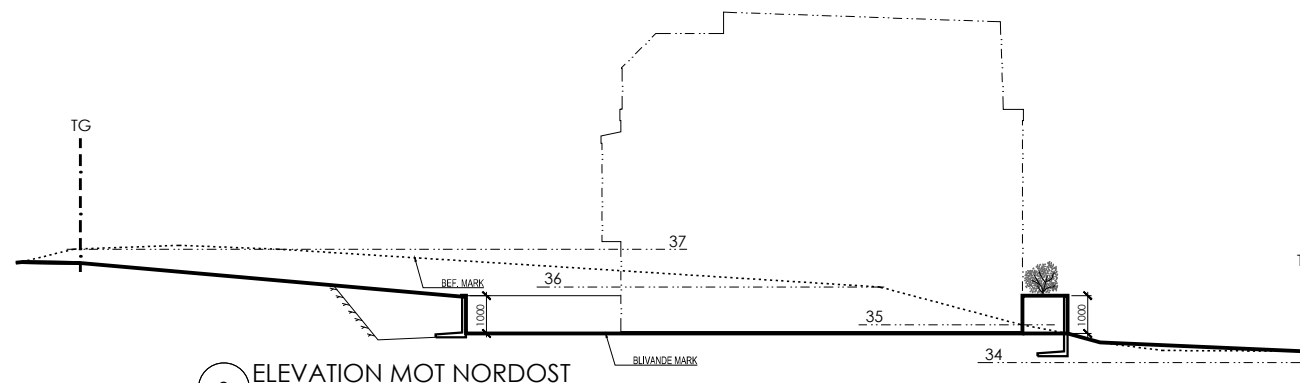 TG
37
36
BEF. MARK
35
1000
1000
34
BLIVANDE MARK
ELEVATION MOT NORDOST